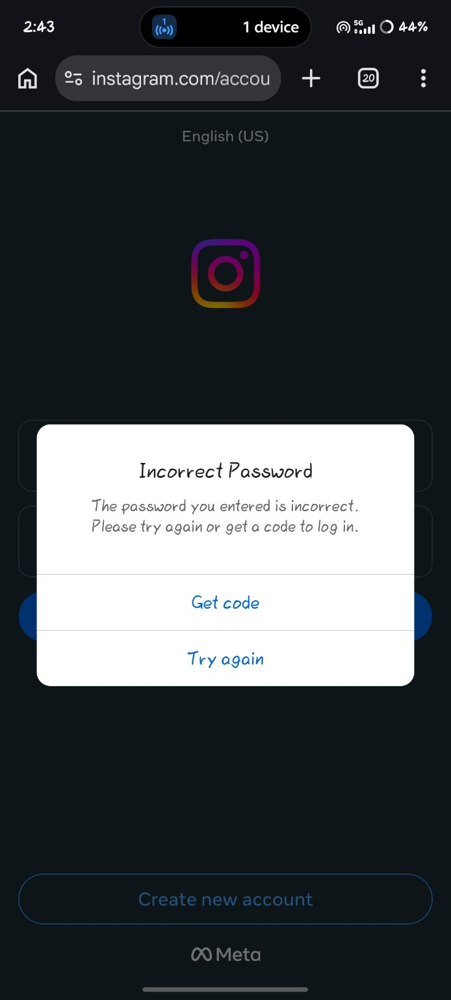 2:43
1
1 device
5G
44%
instagram.com/accou
20
English (US)
Incorrect Password
The password you entered is incorrect.
Please try again or get a code to log in.
Get code
Try again
Create new account
Meta